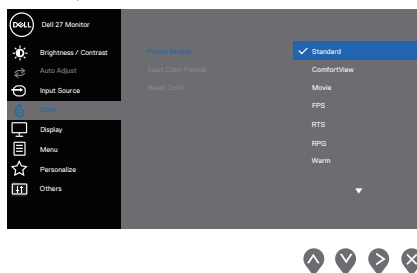 DELL
Dell 27 Monitor
Brightness / Contrast
Auto Adjust
Input Source
Color
Display
Menu
Personalize
Others
Preset Modes
Input Color Format
Reset Color
Standard
ComfortView
Movie
FPS
RTS
RPG
Warm